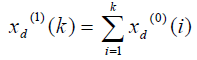 x_d^{(1)}(k) = \sum_{i=1}^{k} x_d^{(0)}(i)